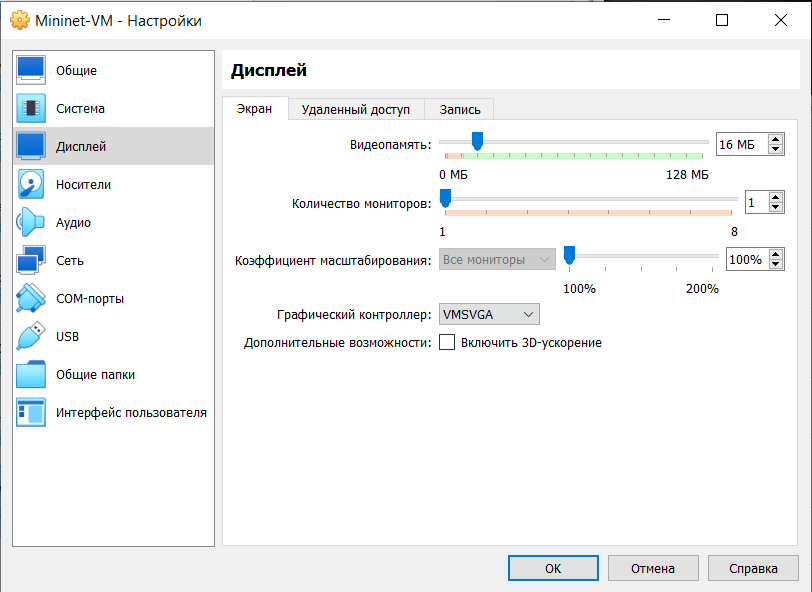 Mininet-VM - Настройки
Общие
Система
Дисплей
Носители
Аудио
Сеть
COM-порты
USB
Общие папки
Интерфейс пользователя
Дисплей
Экран Удаленный доступ Запись
Видеопамять: 16 МБ
0 МБ 128 МБ
Количество мониторов: 1
1 8
Коэффициент масштабирования: Все мониторы 100%
100% 200%
Графический контроллер: VMSVGA
Дополнительные возможности: Включить 3D-ускорение
ОК Отмена Справка